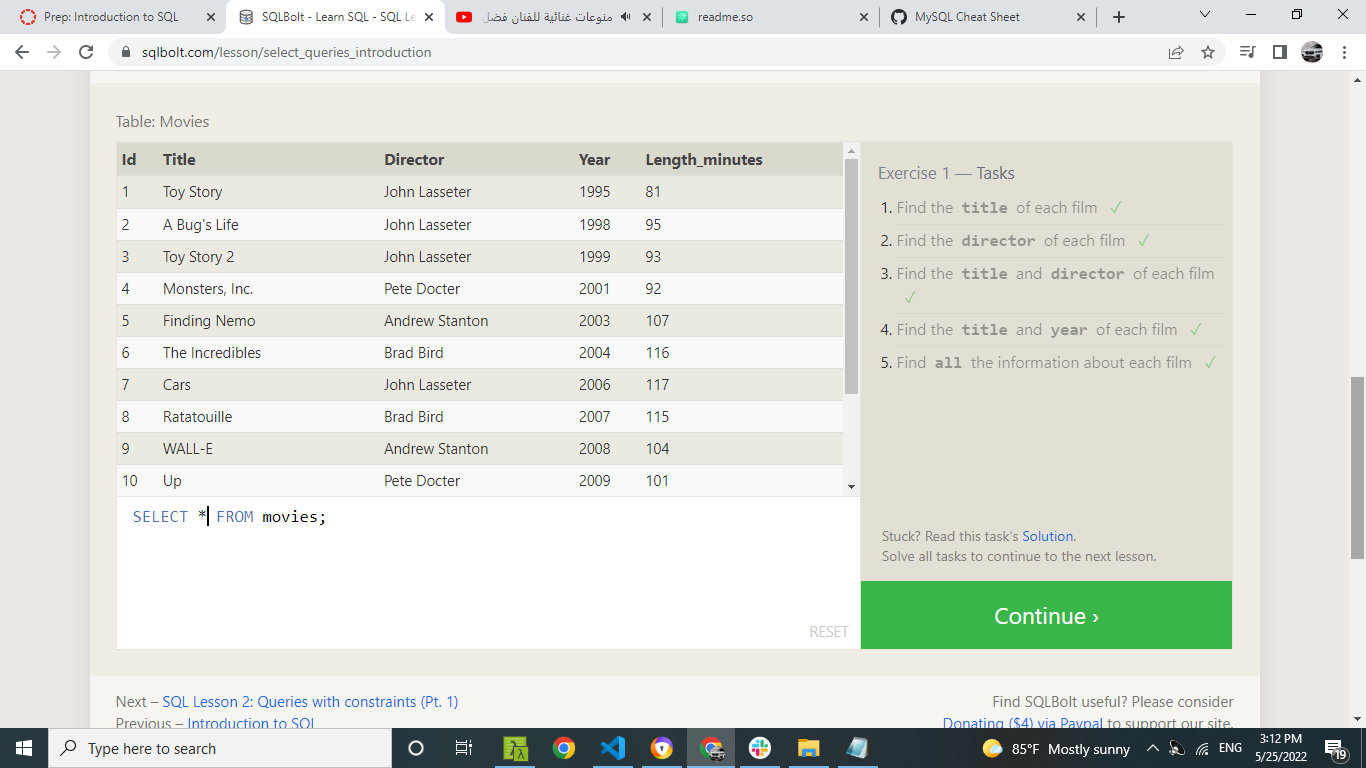 Prep: Introduction to SQL
SQLBolt - Learn SQL - SQL Le
منوعات غنائية للفنان فضل
readme.so
MySQL Cheat Sheet
sqlbolt.com/lesson/select_queries_introduction
Table: Movies
Id Title Director Year Length_minutes
1 Toy Story John Lasseter 1995 81
2 A Bug's Life John Lasseter 1998 95
3 Toy Story 2 John Lasseter 1999 93
4 Monsters, Inc. Pete Docter 2001 92
5 Finding Nemo Andrew Stanton 2003 107
6 The Incredibles Brad Bird 2004 116
7 Cars John Lasseter 2006 117
8 Ratatouille Brad Bird 2007 115
9 WALL-E Andrew Stanton 2008 104
10 Up Pete Docter 2009 101
SELECT * FROM movies;
RESET
Exercise 1 — Tasks
1. Find the title of each film ✓
2. Find the director of each film ✓
3. Find the title and director of each film
✓
4. Find the title and year of each film ✓
5. Find all the information about each film ✓
Stuck? Read this task's Solution.
Solve all tasks to continue to the next lesson.
Continue ›
Next – SQL Lesson 2: Queries with constraints (Pt. 1)
Previous – Introduction to SQL
Find SQLBolt useful? Please consider
Donating ($4) via Paypal to support our site.
Type here to search
85°F Mostly sunny
ENG
3:12 PM
5/25/2022
19